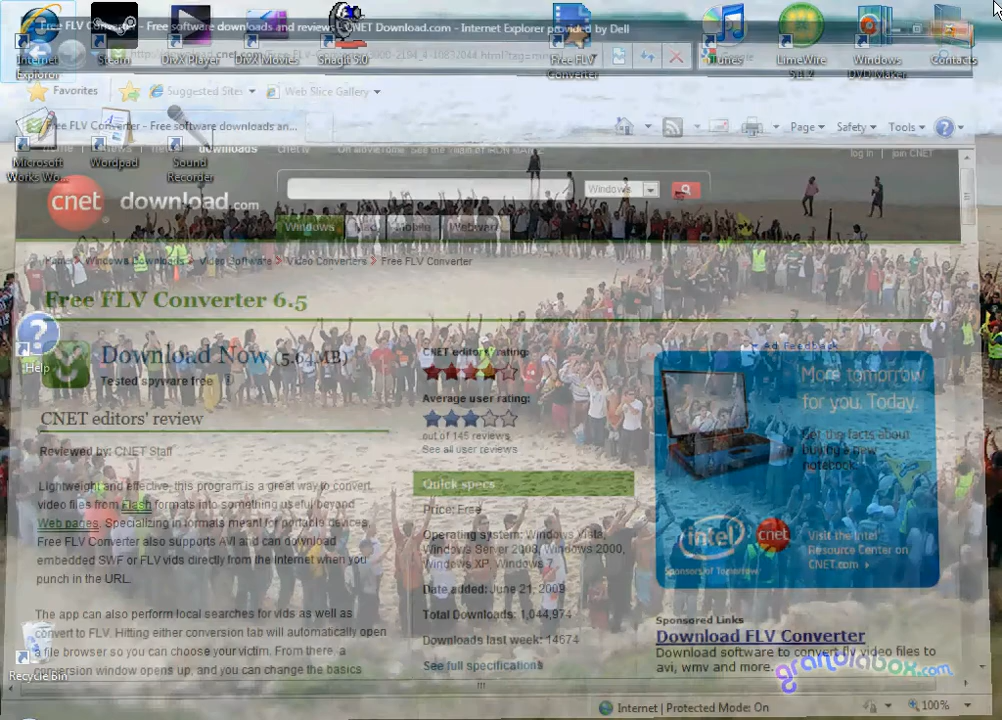 Free FLV Converter - Free software downloads and reviews - CNET Download.com - Internet Explorer provided by Dell
Internet Explorer
Steam
DivX Player
DivX Movies
SnagIt 5.0
Free FLV Converter
iTunes
LimeWire 5.1.2
Windows DVD Maker
Contacts
Favorites
Suggested Sites
Web Slice Gallery
Free FLV Converter - Free software downloads an...
Page
Safety
Tools
Microsoft Works Wo...
Wordpad
Sound Recorder
downloads
log in | join CNET
cnet download.com
Windows
Windows
Mobile
Home > Windows Downloads > Video Software > Video Converters > Free FLV Converter
Free FLV Converter 6.5
Help
Download Now (5.64MB)
Tested spyware free
CNET editors' review
Reviewed by: CNET Staff
Lightweight and effective, this program is a great way to convert
video files from Flash formats into something useful beyond
Web pages. Specializing in formats meant for portable devices,
Free FLV Converter also supports AVI and can download
embedded SWF or FLV vids directly from the Internet when you
punch in the URL.
The app can also perform local searches for vids as well as
convert to FLV. Hitting either conversion tab will automatically open
a file browser so you can choose your victim. From there, a
conversion window opens up, and you can change the basics
Recycle Bin
CNET editors' rating:
Average user rating:
out of 145 reviews
See all user reviews
Quick specs
Price: Free
Operating system: Windows Vista,
Windows Server 2003, Windows 2000,
Windows XP, Windows 7
Date added: June 21, 2009
Total Downloads: 1,044,974
Downloads last week: 14674
See full specifications
Ad Feedback
More tomorrow
for you. Today.
Get the facts about
buying a new
notebook.
intel
cnet
Sponsors of Tomorrow
Visit the Intel
Resource Center on
CNET.com
Sponsored Links
Download FLV Converter
Download software to convert flv video files to
avi, wmv and more.
grandlabox.com
Internet | Protected Mode: On
100%